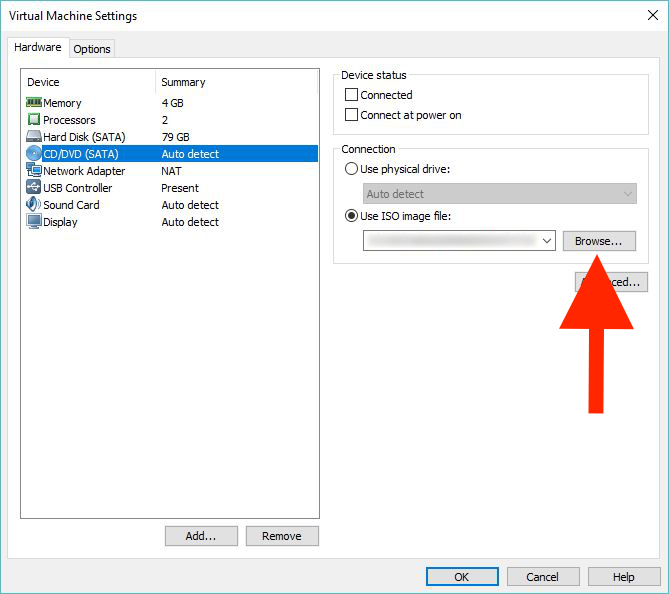 Virtual Machine Settings
Hardware
Options
Device Summary
Memory 4 GB
Processors 2
Hard Disk (SATA) 79 GB
CD/DVD (SATA) Auto detect
Network Adapter NAT
USB Controller Present
Sound Card Auto detect
Display Auto detect
Add...
Remove
Device status
Connected
Connect at power on
Connection
Use physical drive:
Auto detect
Use ISO image file:
Browse...
OK
Cancel
Help